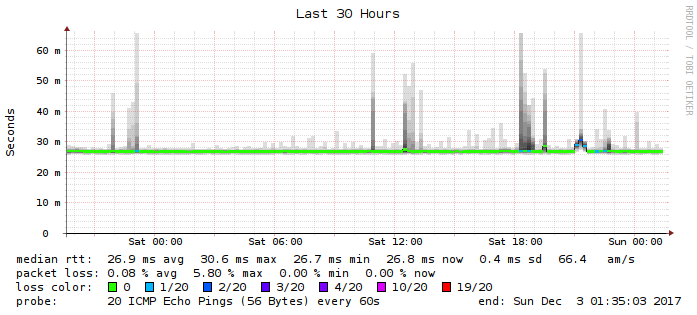 Last 30 Hours
RRDTOOL / TOBI OETIKER
Seconds
60 m
50 m
40 m
30 m
20 m
10 m
0
Sat 00:00 Sat 06:00 Sat 12:00 Sat 18:00 Sun 00:00
median rtt: 26.9 ms avg 30.6 ms max 26.7 ms min 26.8 ms now 0.4 ms sd 66.4 am/s
packet loss: 0.08 % avg 5.80 % max 0.00 % min 0.00 % now
loss color: 0 1/20 2/20 3/20 4/20 10/20 19/20
probe: 20 ICMP Echo Pings (56 Bytes) every 60s end: Sun Dec 3 01:35:03 2017